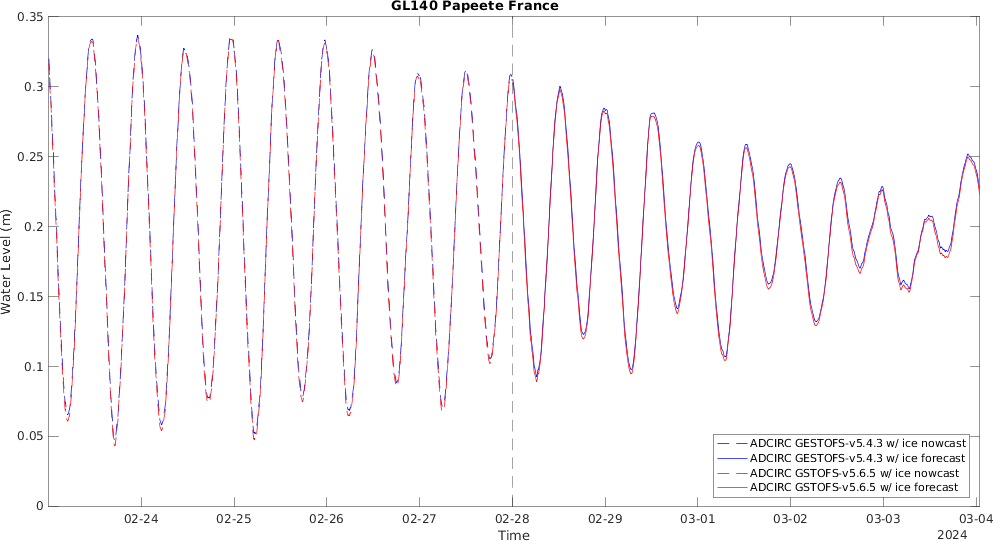 GL140 Papeete France
0.35
0.3
0.25
0.2
0.15
0.1
0.05
0
Water Level (m)
02-24 02-25 02-26 02-27 02-28 02-29 03-01 03-02 03-03 03-04
Time
2024
ADCIRC GESTOFS-v5.4.3 w/ ice nowcast
ADCIRC GESTOFS-v5.4.3 w/ ice forecast
ADCIRC GSTOFS-v5.6.5 w/ ice nowcast
ADCIRC GSTOFS-v5.6.5 w/ ice forecast